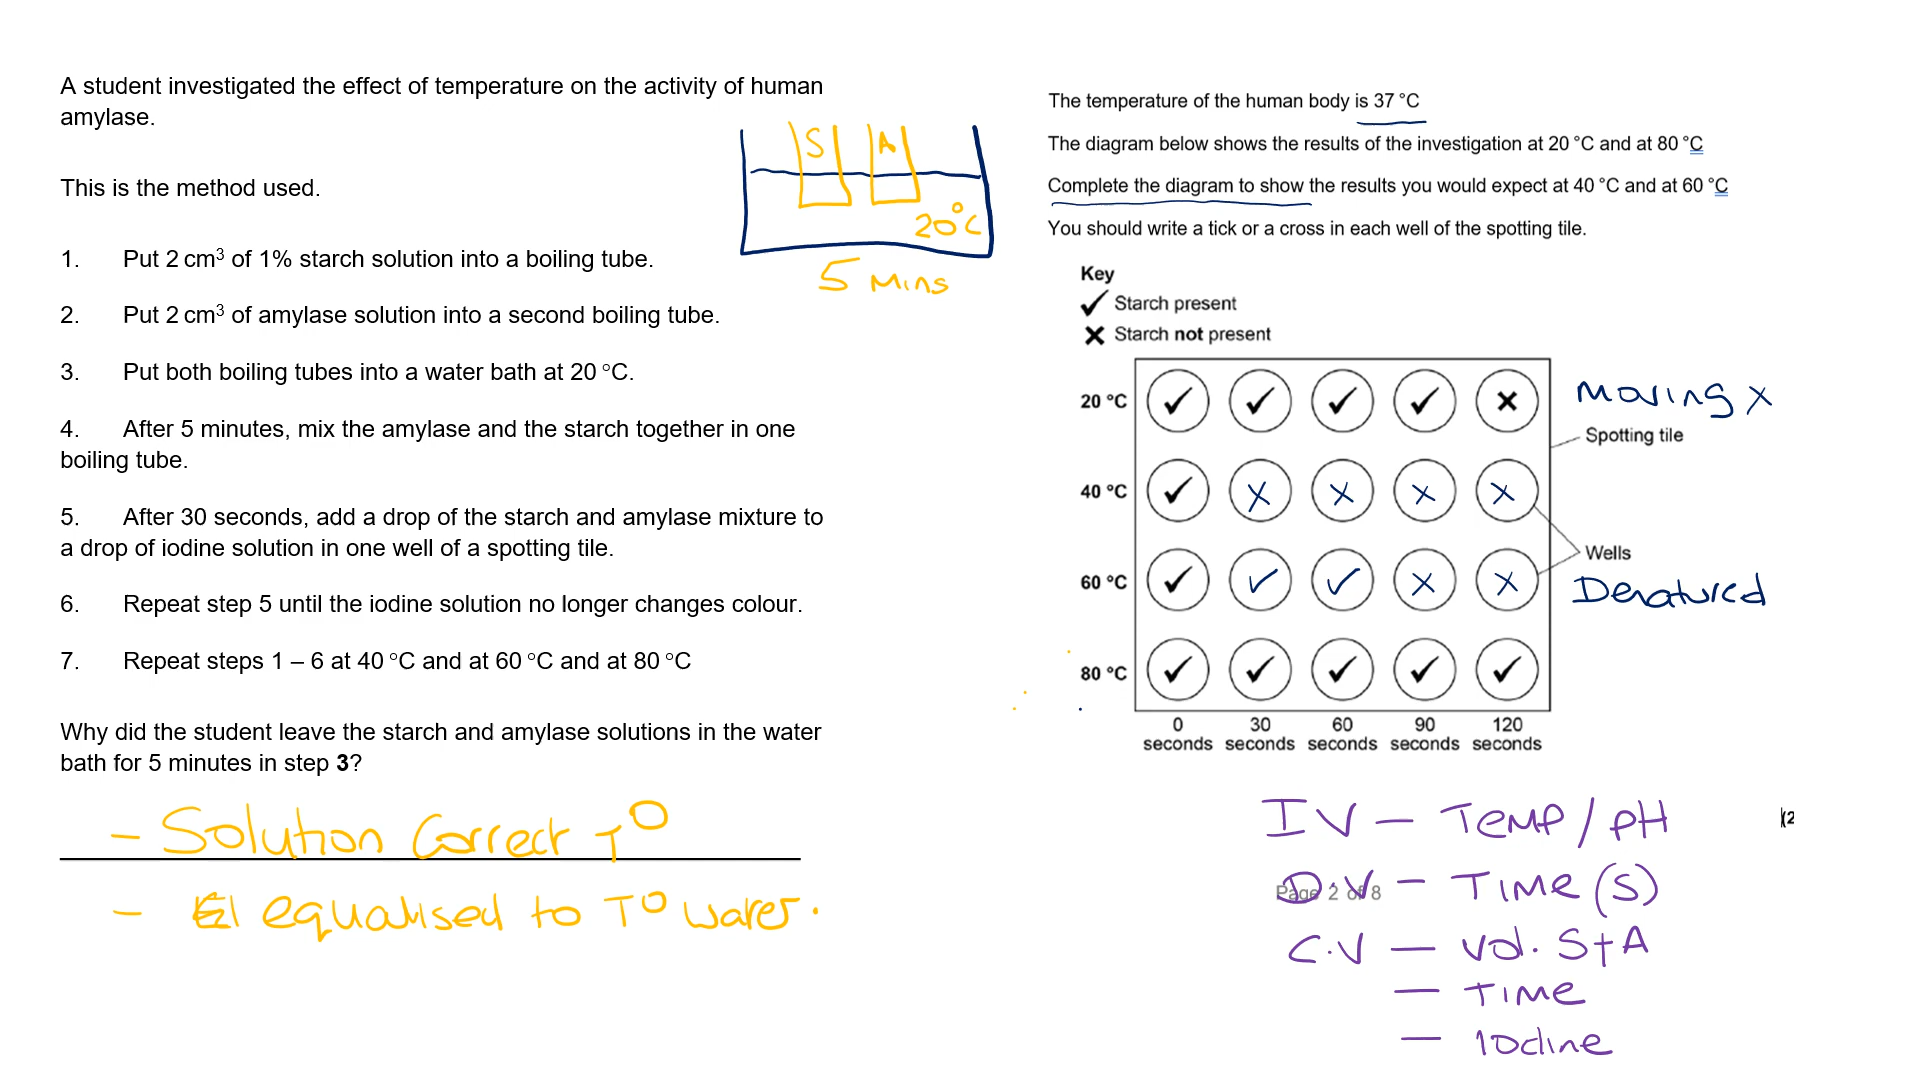 A student investigated the effect of temperature on the activity of human
amylase.
This is the method used.
1. Put 2 cm³ of 1% starch solution into a boiling tube.
2. Put 2 cm³ of amylase solution into a second boiling tube.
3. Put both boiling tubes into a water bath at 20 °C.
4. After 5 minutes, mix the amylase and the starch together in one
boiling tube.
5. After 30 seconds, add a drop of the starch and amylase mixture to
a drop of iodine solution in one well of a spotting tile.
6. Repeat step 5 until the iodine solution no longer changes colour.
7. Repeat steps 1 – 6 at 40 °C and at 60 °C and at 80 °C
Why did the student leave the starch and amylase solutions in the water
bath for 5 minutes in step 3?
- Solution Correct T°
- equalised to T° water.
S A
20°C
5 Mins
The temperature of the human body is 37 °C
The diagram below shows the results of the investigation at 20 °C and at 80 °C
Complete the diagram to show the results you would expect at 40 °C and at 60 °C
You should write a tick or a cross in each well of the spotting tile.
Key
✓ Starch present
✗ Starch not present
20 °C ✓ ✓ ✓ ✓ ✗ Moving x
Spotting tile
40 °C ✓ ✗ ✗ ✗ ✗
Wells
60 °C ✓ ✓ ✓ ✗ ✗ Denatured
80 °C ✓ ✓ ✓ ✓ ✓
0 30 60 90 120
seconds seconds seconds seconds seconds
IV - Temp / pH
(2
Page 2 of 8
D.V - Time (s)
C.V - Vol. S+A
- Time
- Iodine